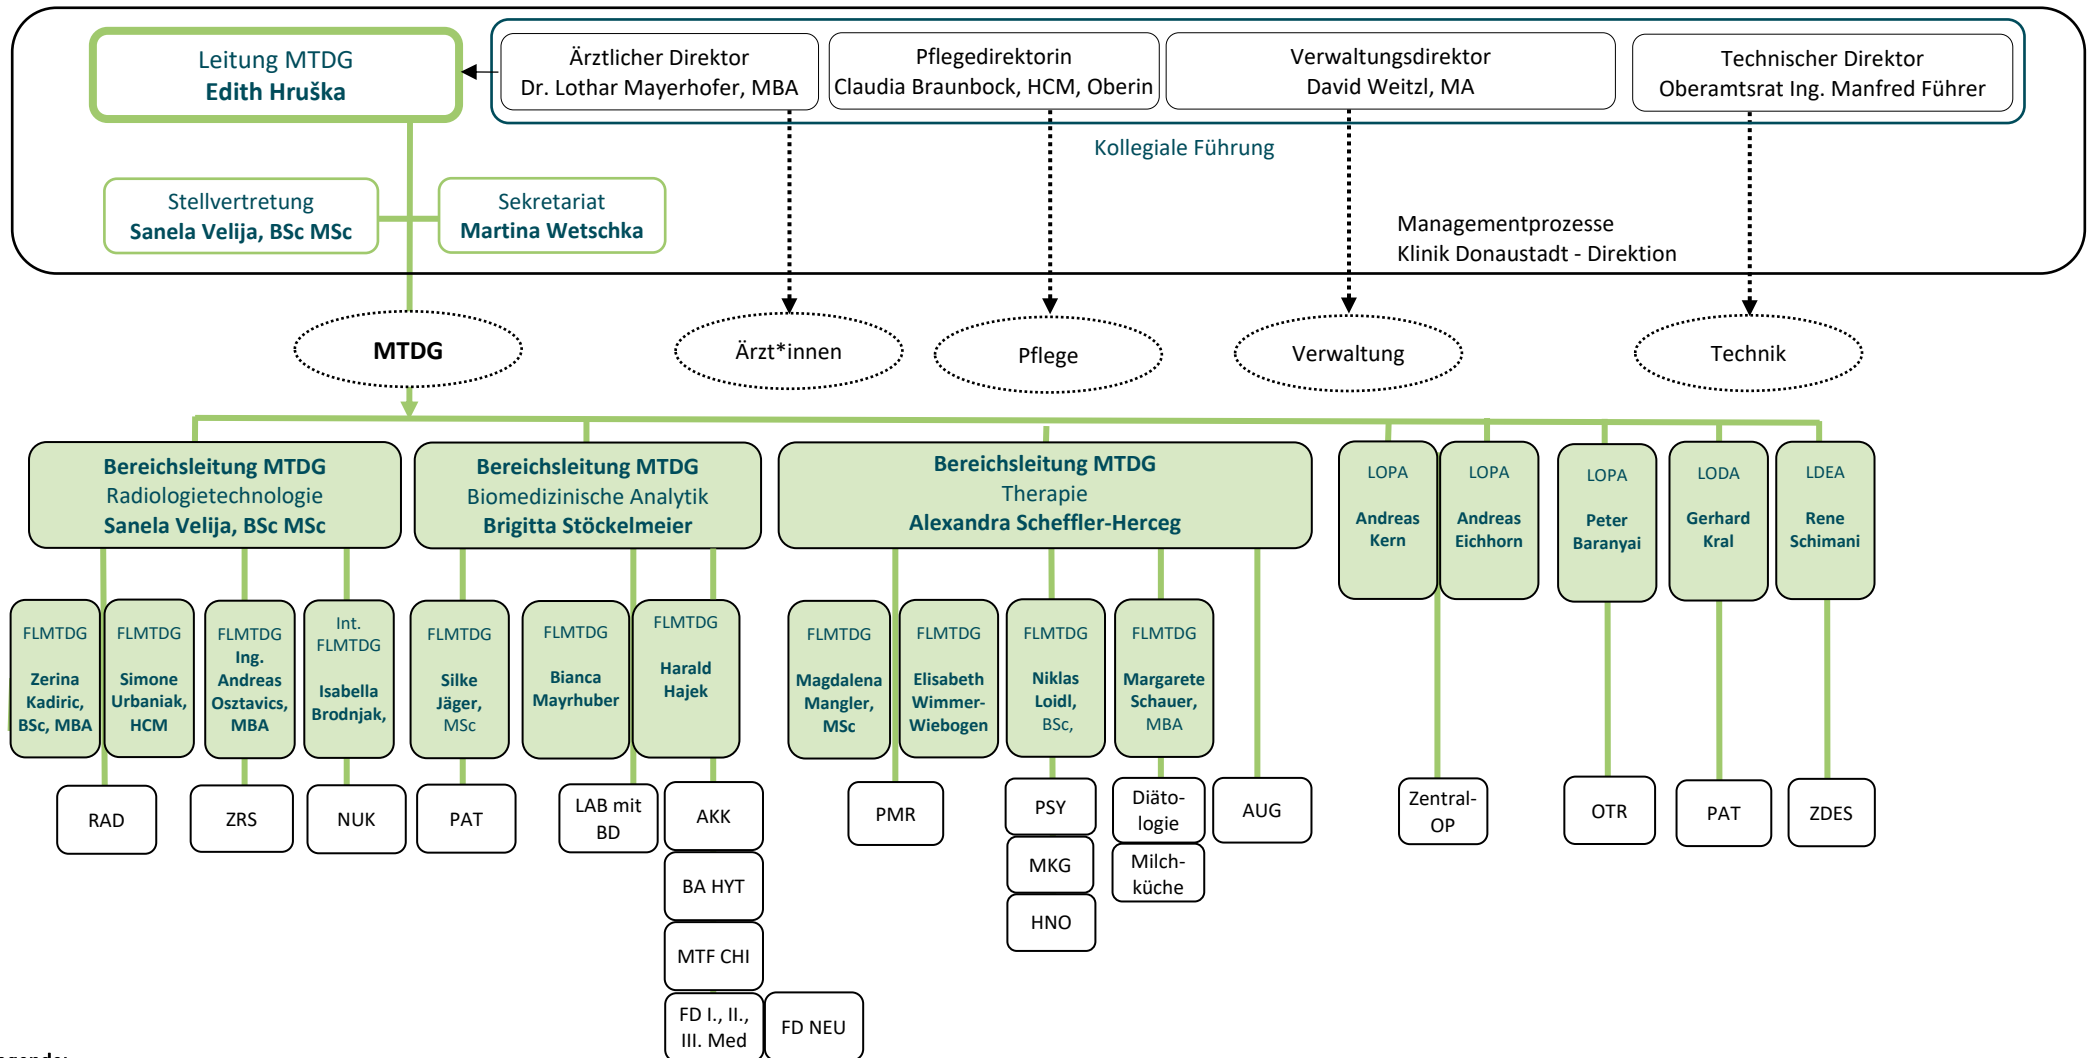 Leitung MTDG
Edith Hruška
Ärztlicher Direktor
Dr. Lothar Mayerhofer, MBA
Pflegedirektorin
Claudia Braunbock, HCM, Oberin
Verwaltungsdirektor
David Weitzl, MA
Technischer Direktor
Oberamtsrat Ing. Manfred Führer
Kollegiale Führung
Stellvertretung
Sanela Velija, BSc MSc
Sekretariat
Martina Wetschka
Managementprozesse
Klinik Donaustadt - Direktion
MTDG
Ärzt*innen
Pflege
Verwaltung
Technik
Bereichsleitung MTDG
Radiologietechnologie
Sanela Velija, BSc MSc
Bereichsleitung MTDG
Biomedizinische Analytik
Brigitta Stöckelmeier
Bereichsleitung MTDG
Therapie
Alexandra Scheffler-Herceg
LOPA
Andreas
Kern
LOPA
Andreas
Eichhorn
LOPA
Peter
Baranyai
LODA
Gerhard
Kral
LDEA
Rene
Schimani
FLMTDG
Zerina
Kadiric,
BSc, MBA
FLMTDG
Simone
Urbaniak,
HCM
FLMTDG
Ing.
Andreas
Osztavics,
MBA
Int.
FLMTDG
Isabella
Brodnjak,
FLMTDG
Silke
Jäger,
MSc
FLMTDG
Bianca
Mayrhuber
FLMTDG
Harald
Hajek
FLMTDG
Magdalena
Mangler,
MSc
FLMTDG
Elisabeth
Wimmer-
Wiebogen
FLMTDG
Niklas
Loidl,
BSc,
FLMTDG
Margarete
Schauer,
MBA
RAD
ZRS
NUK
PAT
LAB mit
BD
AKK
BA HYT
MTF CHI
FD I., II.,
III. Med
FD NEU
PMR
PSY
MKG
HNO
Diäto-
logie
Milch-
küche
AUG
Zentral-
OP
OTR
PAT
ZDES